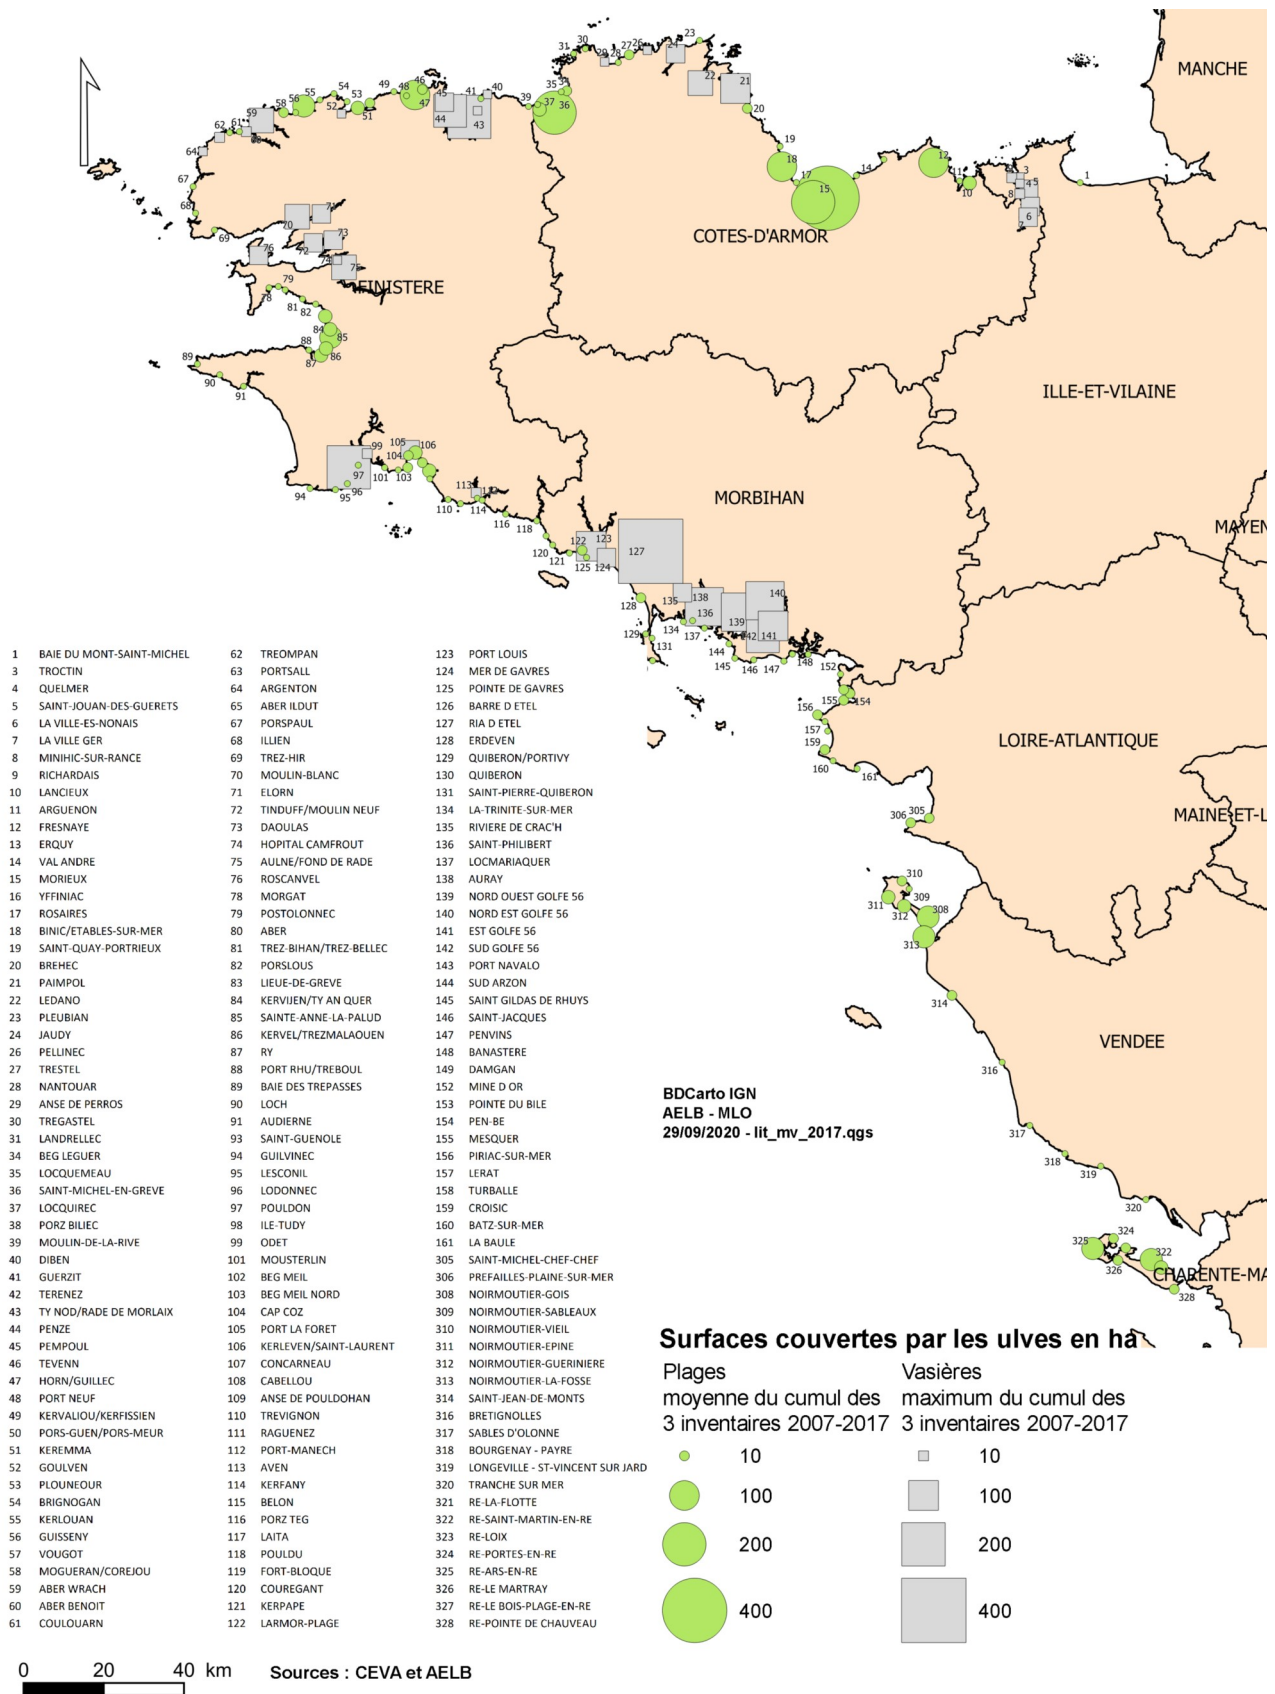 MANCHE
COTES-D'ARMOR
FINISTERE
ILLE-ET-VILAINE
MORBIHAN
MAYEN
LOIRE-ATLANTIQUE
MAINE-ET-L
VENDEE
CHARENTE-MA
1 BAIE DU MONT-SAINT-MICHEL
3 TROCTIN
4 QUELMER
5 SAINT-JOUAN-DES-GUERETS
6 LA VILLE-ES-NONAIS
7 LA VILLE GER
8 MINIHIC-SUR-RANCE
9 RICHARDAIS
10 LANCIEUX
11 ARGUENON
12 FRESNAYE
13 ERQUY
14 VAL ANDRE
15 MORIEUX
16 YFFINIAC
17 ROSAIRES
18 BINIC/ETABLES-SUR-MER
19 SAINT-QUAY-PORTRIEUX
20 BREHEC
21 PAIMPOL
22 LEDANO
23 PLEUBIAN
24 JAUDY
26 PELLINEC
27 TRESTEL
28 NANTOUAR
29 ANSE DE PERROS
30 TREGASTEL
31 LANDRELLEC
34 BEG LEGUER
35 LOCQUEMEAU
36 SAINT-MICHEL-EN-GREVE
37 LOCQUIREC
38 PORZ BILIEC
39 MOULIN-DE-LA-RIVE
40 DIBEN
41 GUERZIT
42 TERENEZ
43 TY NOD/RADE DE MORLAIX
44 PENZE
45 PEMPOUL
46 TEVENN
47 HORN/GUILLEC
48 PORT NEUF
49 KERVALIOU/KERFISSIEN
50 PORS-GUEN/PORS-MEUR
51 KEREMMA
52 GOULVEN
53 PLOUNEOUR
54 BRIGNOGAN
55 KERLOUAN
56 GUISSENY
57 VOUGOT
58 MOGUERAN/COREJOU
59 ABER WRACH
60 ABER BENOIT
61 COULOUARN
62 TREOMPAN
63 PORTSALL
64 ARGENTON
65 ABER ILDUT
67 PORSPAUL
68 ILLIEN
69 TREZ-HIR
70 MOULIN-BLANC
71 ELORN
72 TINDUFF/MOULIN NEUF
73 DAOULAS
74 HOPITAL CAMFROUT
75 AULNE/FOND DE RADE
76 ROSCANVEL
78 MORGAT
79 POSTOLONNEC
80 ABER
81 TREZ-BIHAN/TREZ-BELLEC
82 PORSLOUS
83 LIEUE-DE-GREVE
84 KERVIJEN/TY AN QUER
85 SAINTE-ANNE-LA-PALUD
86 KERVEL/TREZMALAOUEN
87 RY
88 PORT RHU/TREBOUL
89 BAIE DES TREPASSES
90 LOCH
91 AUDIERNE
93 SAINT-GUENOLE
94 GUILVINEC
95 LESCONIL
96 LODONNEC
97 POULDON
98 ILE-TUDY
99 ODET
101 MOUSTERLIN
102 BEG MEIL
103 BEG MEIL NORD
104 CAP COZ
105 PORT LA FORET
106 KERLEVEN/SAINT-LAURENT
107 CONCARNEAU
108 CABELLOU
109 ANSE DE POULDOHAN
110 TREVIGNON
111 RAGUENEZ
112 PORT-MANECH
113 AVEN
114 KERFANY
115 BELON
116 PORZ TEG
117 LAITA
118 POULDU
119 FORT-BLOQUE
120 COUREGANT
121 KERPAPE
122 LARMOR-PLAGE
123 PORT LOUIS
124 MER DE GAVRES
125 POINTE DE GAVRES
126 BARRE D ETEL
127 RIA D ETEL
128 ERDEVEN
129 QUIBERON/PORTIVY
130 QUIBERON
131 SAINT-PIERRE-QUIBERON
134 LA-TRINITE-SUR-MER
135 RIVIERE DE CRAC'H
136 SAINT-PHILIBERT
137 LOCMARIAQUER
138 AURAY
139 NORD OUEST GOLFE 56
140 NORD EST GOLFE 56
141 EST GOLFE 56
142 SUD GOLFE 56
143 PORT NAVALO
144 SUD ARZON
145 SAINT GILDAS DE RHUYS
146 SAINT-JACQUES
147 PENVINS
148 BANASTERE
149 DAMGAN
152 MINE D OR
153 POINTE DU BILE
154 PEN-BE
155 MESQUER
156 PIRIAC-SUR-MER
157 LERAT
158 TURBALLE
159 CROISIC
160 BATZ-SUR-MER
161 LA BAULE
305 SAINT-MICHEL-CHEF-CHEF
306 PREFAILLES-PLAINE-SUR-MER
308 NOIRMOUTIER-GOIS
309 NOIRMOUTIER-SABLEAUX
310 NOIRMOUTIER-VIEIL
311 NOIRMOUTIER-EPINE
312 NOIRMOUTIER-GUERINIERE
313 NOIRMOUTIER-LA-FOSSE
314 SAINT-JEAN-DE-MONTS
316 BRETIGNOLLES
317 SABLES D'OLONNE
318 BOURGENAY - PAYRE
319 LONGEVILLE - ST-VINCENT SUR JARD
320 TRANCHE SUR MER
321 RE-LA-FLOTTE
322 RE-SAINT-MARTIN-EN-RE
323 RE-LOIX
324 RE-PORTES-EN-RE
325 RE-ARS-EN-RE
326 RE-LE MARTRAY
327 RE-LE BOIS-PLAGE-EN-RE
328 RE-POINTE DE CHAUVEAU
BDCarto IGN
AELB - MLO
29/09/2020 - lit_mv_2017.qgs
Surfaces couvertes par les ulves en ha
Plages
moyenne du cumul des
3 inventaires 2007-2017
10
100
200
400
Vasières
maximum du cumul des
3 inventaires 2007-2017
10
100
200
400
0 20 40 km
Sources : CEVA et AELB